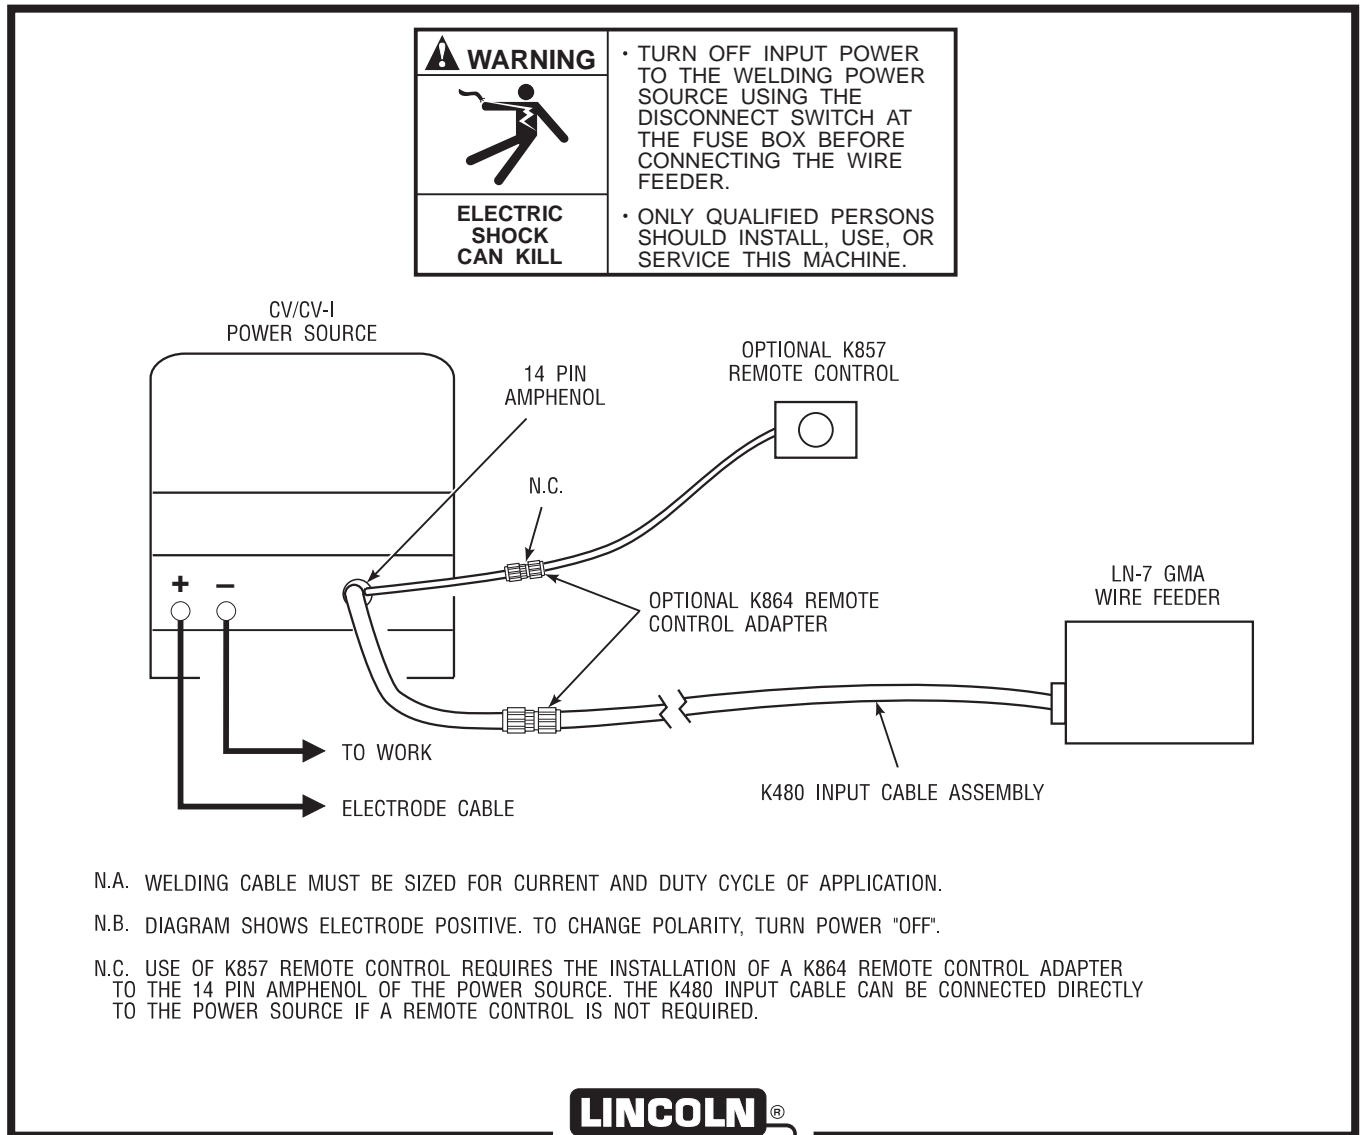 WARNING
ELECTRIC
SHOCK
CAN KILL
• TURN OFF INPUT POWER
TO THE WELDING POWER
SOURCE USING THE
DISCONNECT SWITCH AT
THE FUSE BOX BEFORE
CONNECTING THE WIRE
FEEDER.
• ONLY QUALIFIED PERSONS
SHOULD INSTALL, USE, OR
SERVICE THIS MACHINE.
CV/CV-I
POWER SOURCE
14 PIN
AMPHENOL
OPTIONAL K857
REMOTE CONTROL
N.C.
+ –
OPTIONAL K864 REMOTE
CONTROL ADAPTER
LN-7 GMA
WIRE FEEDER
TO WORK
ELECTRODE CABLE
K480 INPUT CABLE ASSEMBLY
N.A. WELDING CABLE MUST BE SIZED FOR CURRENT AND DUTY CYCLE OF APPLICATION.
N.B. DIAGRAM SHOWS ELECTRODE POSITIVE. TO CHANGE POLARITY, TURN POWER "OFF".
N.C. USE OF K857 REMOTE CONTROL REQUIRES THE INSTALLATION OF A K864 REMOTE CONTROL ADAPTER
TO THE 14 PIN AMPHENOL OF THE POWER SOURCE. THE K480 INPUT CABLE CAN BE CONNECTED DIRECTLY
TO THE POWER SOURCE IF A REMOTE CONTROL IS NOT REQUIRED.
LINCOLN ®